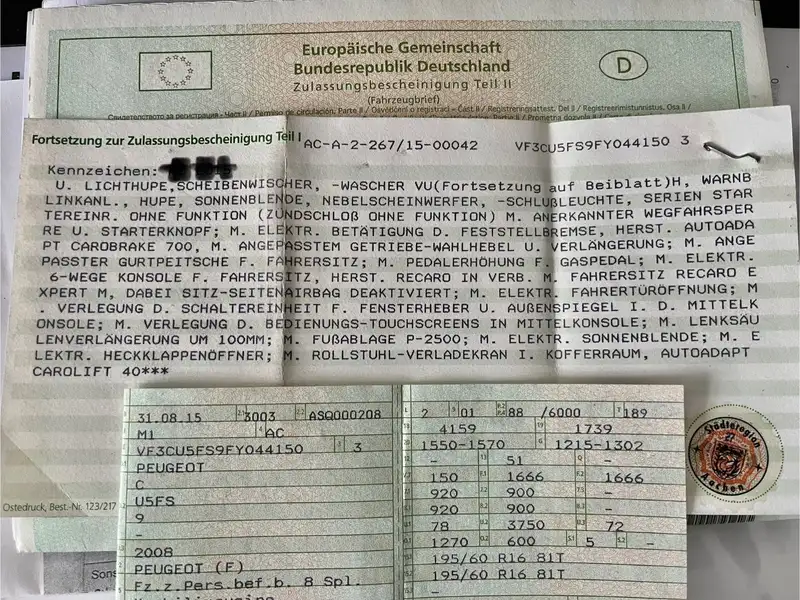 Europäische Gemeinschaft
Bundesrepublik Deutschland
D
Zulassungsbescheinigung Teil II
(Fahrzeugbrief)
Fortsetzung zur Zulassungsbescheinigung Teil I
AC-A-2-267/15-00042 VF3CU5FS9FY044150 3
Kennzeichen:
U. LICHTHUPE,SCHEIBENWISCHER, -WASCHER VU(Fortsetzung auf Beiblatt)H, WARNB
LINKANL., HUPE, SONNENBLENDE, NEBELSCHEINWERFER, -SCHLUßLEUCHTE, SERIEN STAR
TEREINR. OHNE FUNKTION (ZÜNDSCHLOß OHNE FUNKTION) M. ANERKANNTER WEGFAHRSPER
RE U. STARTERKNOPF; M. ELEKTR. BETÄTIGUNG D. FESTSTELLBREMSE, HERST. AUTOADA
PT CAROBRAKE 700, M. ANGEPASSTEM GETRIEBE-WAHLHEBEL U. VERLÄNGERUNG; M. ANGE
PASSTER GURTPEITSCHE F. FAHRERSITZ; M. PEDALERHÖHUNG F. GASPEDAL; M. ELEKTR.
6-WEGE KONSOLE F. FAHRERSITZ, HERST. RECARO IN VERB. M. FAHRERSITZ RECARO E
XPERT M, DABEI SITZ-SEITENAIRBAG DEAKTIVIERT; M. ELEKTR. FAHRERTÜRÖFFNUNG; M
. VERLEGUNG D. SCHALTEREINHEIT F. FENSTERHEBER U. AUßENSPIEGEL I. D. MITTELK
ONSOLE; M. VERLEGUNG D. BEDIENUNGS-TOUCHSCREENS IN MITTELKONSOLE; M. LENKSÄU
LENVERLÄNGERUNG UM 100MM; M. FUßABLAGE P-2500; M. ELEKTR. SONNENBLENDE; M. E
LEKTR. HECKKLAPPENÖFFNER; M. ROLLSTUHL-VERLADEKRAN I. KOFFERRAUM, AUTOADAPT
CAROLIFT 40***
Ostedruck, Best.-Nr. 123/217
31.08.15 3003 ASQ000208
M1 AC
VF3CU5FS9FY044150 3
PEUGEOT
C
U5FS
9
-
2008
PEUGEOT (F)
Fz.z.Pers.bef.b. 8 Spl.
2 01 88 /6000 189
4159 1739
1550-1570 1215-1302
- 51 -
150 1666 1666
920 900 -
920 900 -
78 3750 72
1270 600 5 -
195/60 R16 81T
195/60 R16 81T
-
Städteregion
27
Aachen